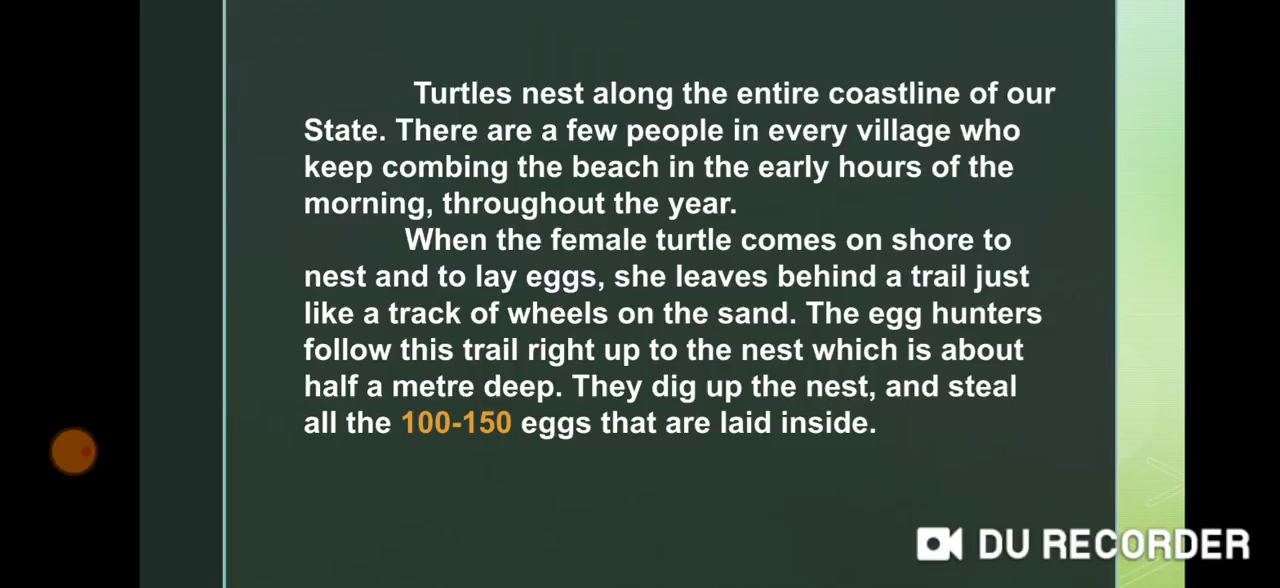 Turtles nest along the entire coastline of our
State. There are a few people in every village who
keep combing the beach in the early hours of the
morning, throughout the year.
When the female turtle comes on shore to
nest and to lay eggs, she leaves behind a trail just
like a track of wheels on the sand. The egg hunters
follow this trail right up to the nest which is about
half a metre deep. They dig up the nest, and steal
all the 100-150 eggs that are laid inside.
DU RECORDER